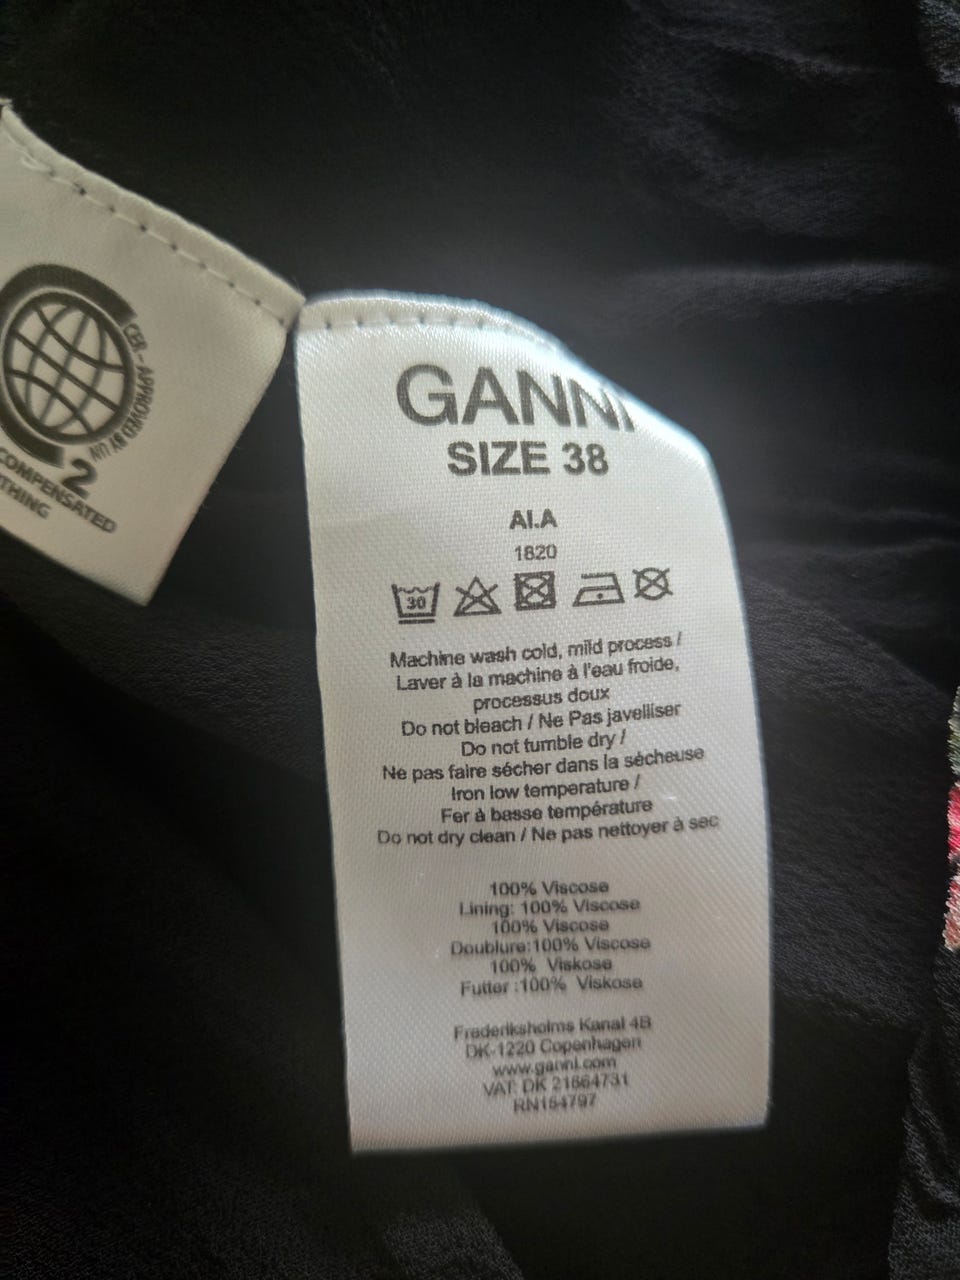 CER - APPROVED BY UN
2
COMPENSATED
THING
GANNI
SIZE 38
AI.A
1820
30
Machine wash cold, mild process /
Laver à la machine à l'eau froide,
processus doux
Do not bleach / Ne Pas javelliser
Do not tumble dry /
Ne pas faire sécher dans la sécheuse
Iron low temperature /
Fer à basse température
Do not dry clean / Ne pas nettoyer à sec
100% Viscose
Lining: 100% Viscose
100% Viscose
Doublure:100% Viscose
100% Viskose
Futter :100% Viskose
Frederiksholms Kanal 4B
DK-1220 Copenhagen
www.ganni.com
VAT: DK 21664731
RN154797